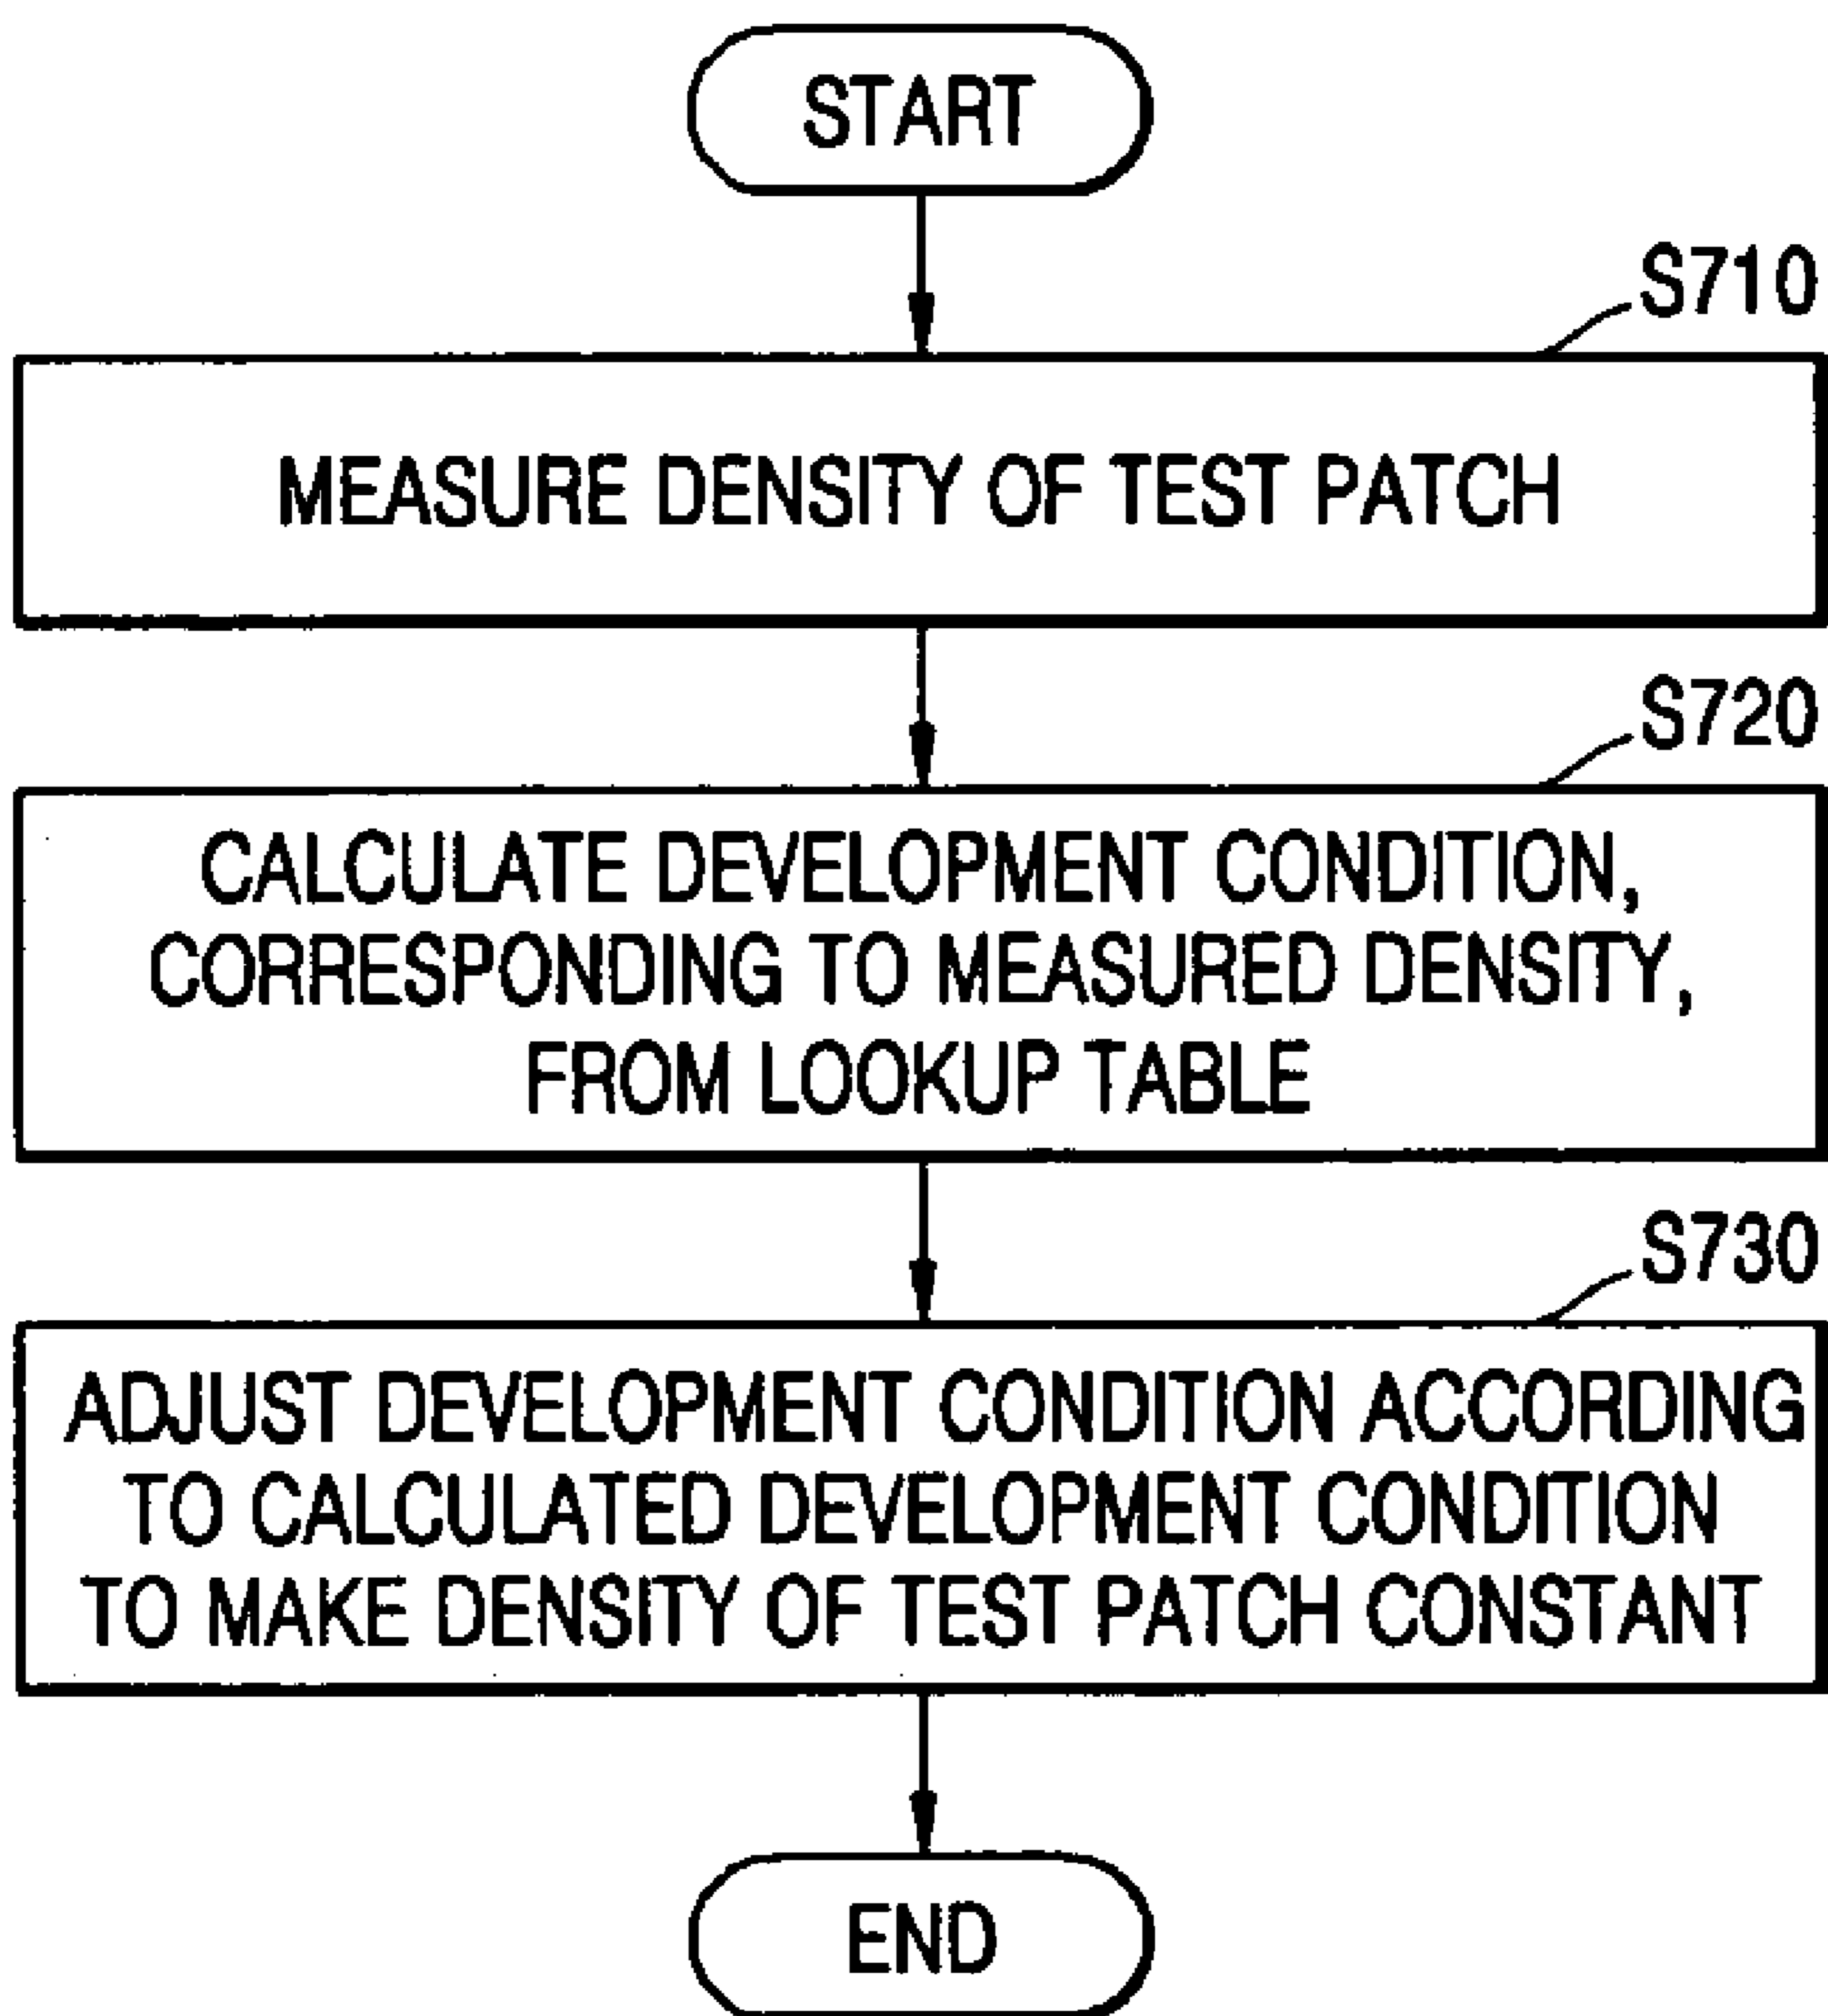 START
S710
MEASURE DENSITY OF TEST PATCH
S720
CALCULATE DEVELOPMENT CONDITION,
CORRESPONDING TO MEASURED DENSITY,
FROM LOOKUP TABLE
S730
ADJUST DEVELOPMENT CONDITION ACCORDING
TO CALCULATED DEVELOPMENT CONDITION
TO MAKE DENSITY OF TEST PATCH CONSTANT
END